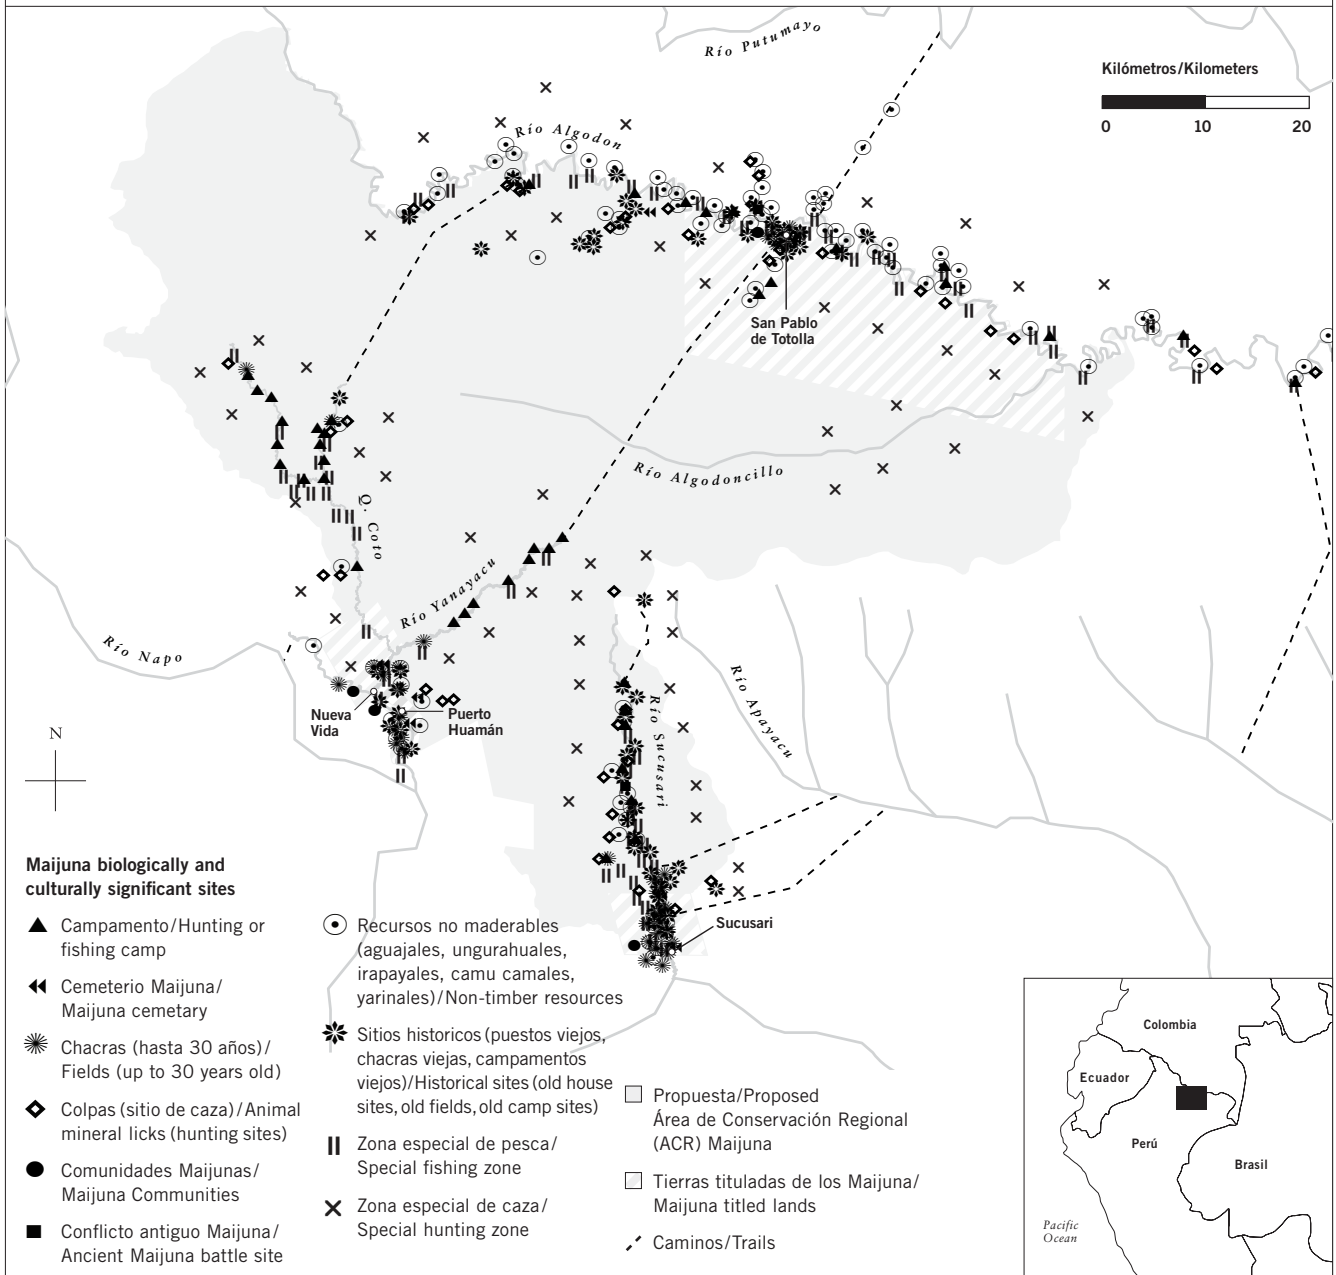 Río Putumayo
Kilómetros/Kilometers
0 10 20
Río Algodon
San Pablo
de Totolla
Río Algodoncillo
Q. Coto
Río Yanayacu
Río Napo
Río Apayacu
Río Sucusari
Nueva
Vida
Puerto
Huamán
N
Sucusari
Maijuna biologically and
culturally significant sites
Campamento/Hunting or
fishing camp
Cemeterio Maijuna/
Maijuna cemetary
Chacras (hasta 30 años)/
Fields (up to 30 years old)
Colpas (sitio de caza)/Animal
mineral licks (hunting sites)
Comunidades Maijunas/
Maijuna Communities
Conflicto antiguo Maijuna/
Ancient Maijuna battle site
Recursos no maderables
(aguajales, ungurahuales,
irapayales, camu camales,
yarinales)/Non-timber resources
Sitios historicos (puestos viejos,
chacras viejas, campamentos
viejos)/Historical sites (old house
sites, old fields, old camp sites)
Zona especial de pesca/
Special fishing zone
Zona especial de caza/
Special hunting zone
Propuesta/Proposed
Área de Conservación Regional
(ACR) Maijuna
Tierras tituladas de los Maijuna/
Maijuna titled lands
Caminos/Trails
Colombia
Ecuador
Perú
Brasil
Pacific
Ocean